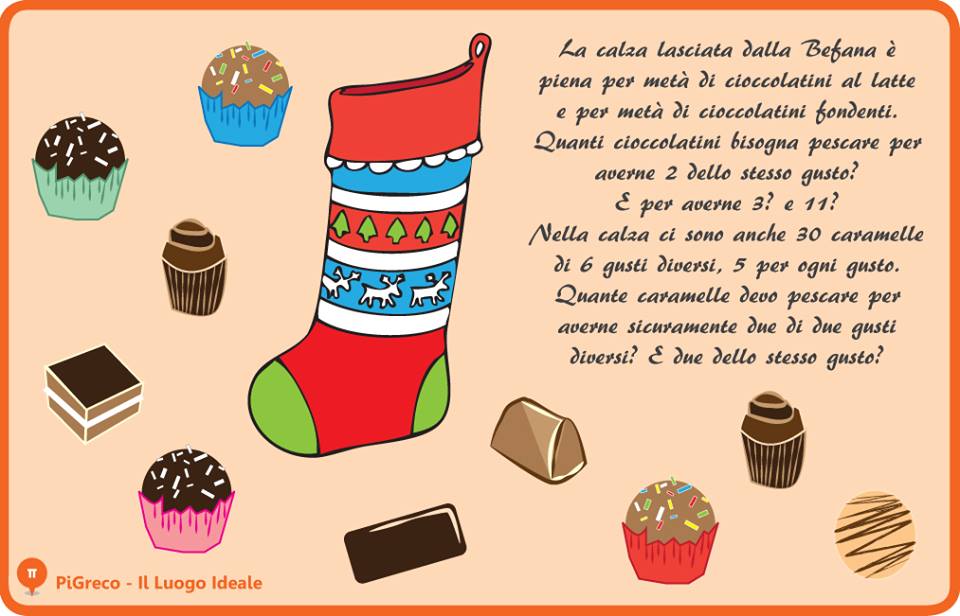 La calza lasciata dalla Befana è
piena per metà di cioccolatini al latte
e per metà di cioccolatini fondenti.
Quanti cioccolatini bisogna pescare per
averne 2 dello stesso gusto?
E per averne 3? e 11?
Nella calza ci sono anche 30 caramelle
di 6 gusti diversi, 5 per ogni gusto.
Quante caramelle devo pescare per
averne sicuramente due di due gusti
diversi? E due dello stesso gusto?
π
PiGreco - Il Luogo Ideale